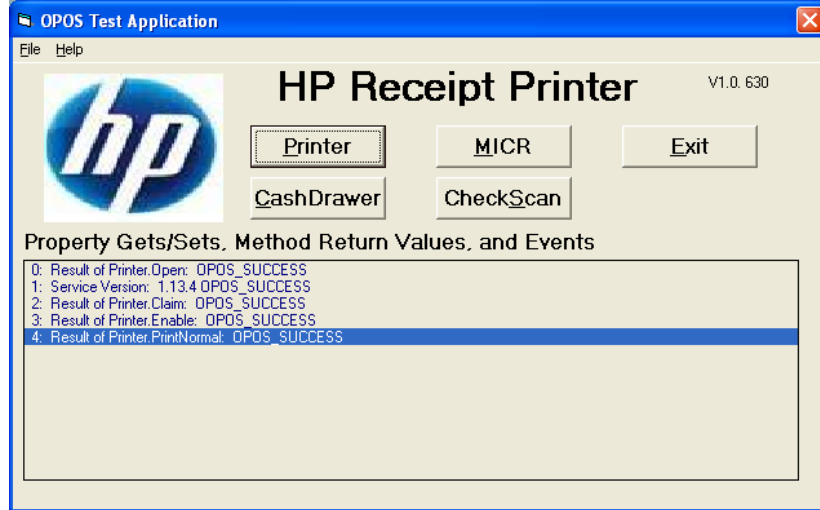 OPOS Test Application
File Help
hp
HP Receipt Printer
V1.0. 630
Printer
MICR
Exit
CashDrawer
CheckScan
Property Gets/Sets, Method Return Values, and Events
0: Result of Printer.Open: OPOS_SUCCESS
1: Service Version: 1.13.4 OPOS_SUCCESS
2: Result of Printer.Claim: OPOS_SUCCESS
3: Result of Printer.Enable: OPOS_SUCCESS
4: Result of Printer.PrintNormal: OPOS_SUCCESS